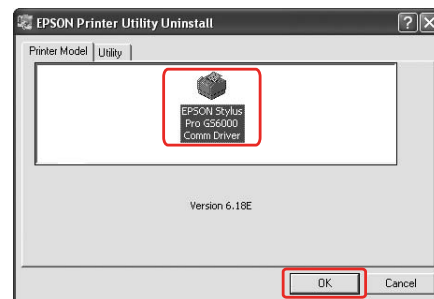 EPSON Printer Utility Uninstall
Printer Model Utility
EPSON Stylus
Pro GS6000
Comm Driver
Version 6.18E
OK Cancel